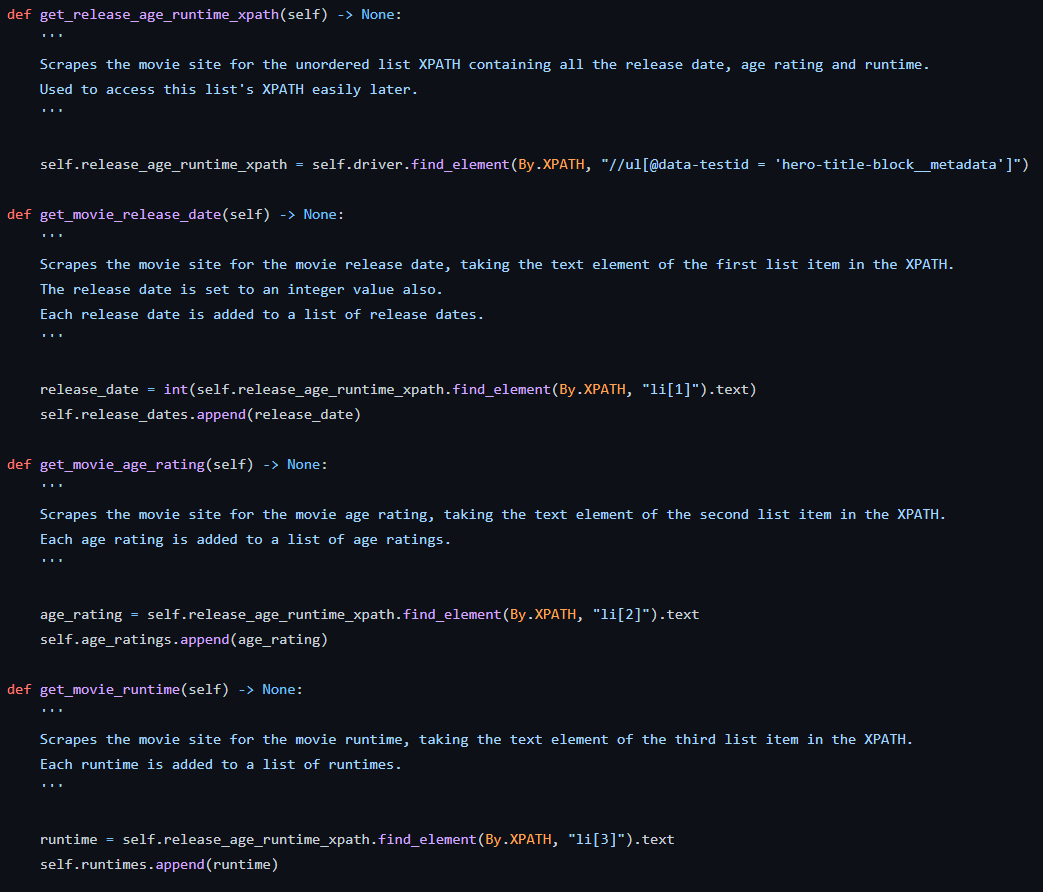 def get_release_age_runtime_xpath(self) -> None:
    '''
    Scrapes the movie site for the unordered list XPATH containing all the release date, age rating and runtime.
    Used to access this list's XPATH easily later.
    '''
    self.release_age_runtime_xpath = self.driver.find_element(By.XPATH, "//ul[@data-testid = 'hero-title-block__metadata']")
def get_movie_release_date(self) -> None:
    '''
    Scrapes the movie site for the movie release date, taking the text element of the first list item in the XPATH.
    The release date is set to an integer value also.
    Each release date is added to a list of release dates.
    '''
    release_date = int(self.release_age_runtime_xpath.find_element(By.XPATH, "li[1]").text)
    self.release_dates.append(release_date)
def get_movie_age_rating(self) -> None:
    '''
    Scrapes the movie site for the movie age rating, taking the text element of the second list item in the XPATH.
    Each age rating is added to a list of age ratings.
    '''
    age_rating = self.release_age_runtime_xpath.find_element(By.XPATH, "li[2]").text
    self.age_ratings.append(age_rating)
def get_movie_runtime(self) -> None:
    '''
    Scrapes the movie site for the movie runtime, taking the text element of the third list item in the XPATH.
    Each runtime is added to a list of runtimes.
    '''
    runtime = self.release_age_runtime_xpath.find_element(By.XPATH, "li[3]").text
    self.runtimes.append(runtime)